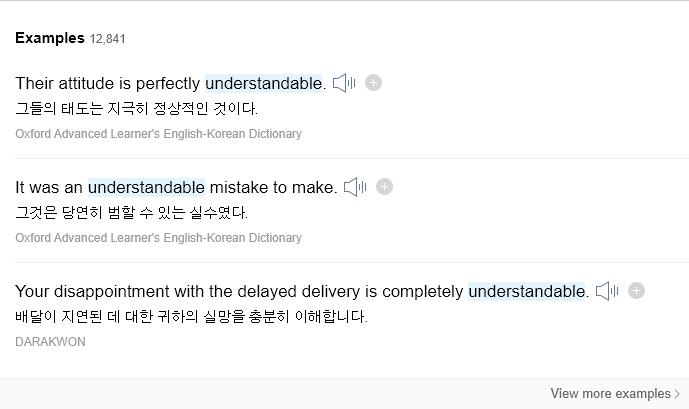 Examples 12,841
Their attitude is perfectly understandable.
그들의 태도는 지극히 정상적인 것이다.
Oxford Advanced Learner's English-Korean Dictionary
It was an understandable mistake to make.
그것은 당연히 범할 수 있는 실수였다.
Oxford Advanced Learner's English-Korean Dictionary
Your disappointment with the delayed delivery is completely understandable.
배달이 지연된 데 대한 귀하의 실망을 충분히 이해합니다.
DARAKWON
View more examples